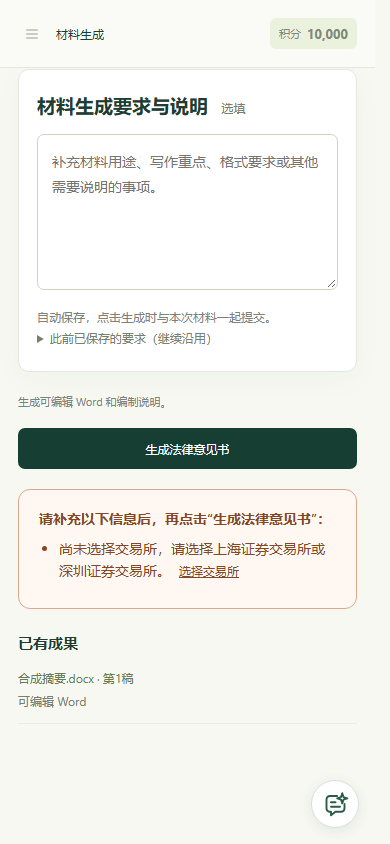 材料生成
积分 10,000
材料生成要求与说明 选填
补充材料用途、写作重点、格式要求或其他
需要说明的事项。
自动保存，点击生成时与本次材料一起提交。
▶ 此前已保存的要求（继续沿用）
生成可编辑 Word 和编制说明。
生成法律意见书
请补充以下信息后，再点击“生成法律意见书”：
• 尚未选择交易所，请选择上海证券交易所或
深圳证券交易所。 选择交易所
已有成果
合成摘要.docx · 第1稿
可编辑 Word